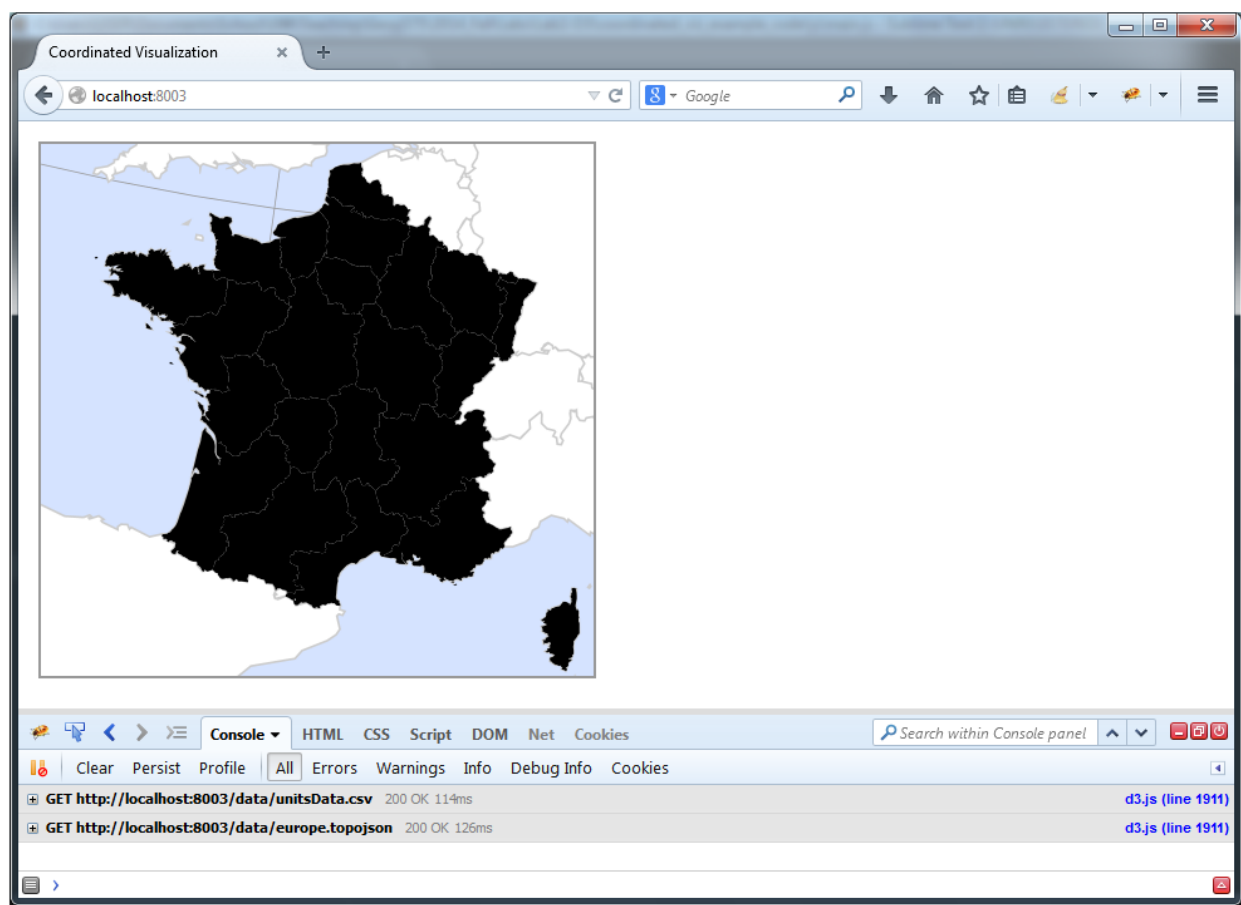 Coordinated Visualization
localhost:8003 Google
Console HTML CSS Script DOM Net Cookies Search within Console panel
Clear Persist Profile All Errors Warnings Info Debug Info Cookies
GET http://localhost:8003/data/unitsData.csv 200 OK 114ms d3.js (line 1911)
GET http://localhost:8003/data/europe.topojson 200 OK 126ms d3.js (line 1911)